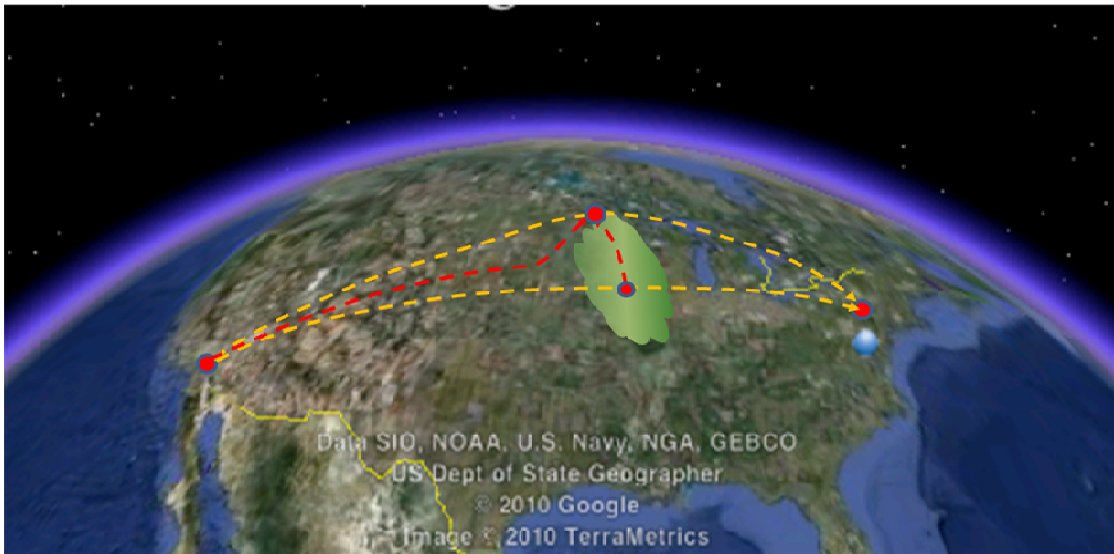 Data SIO, NOAA, U.S. Navy, NGA, GEBCO
US Dept of State Geographer
© 2010 Google
Image © 2010 TerraMetrics